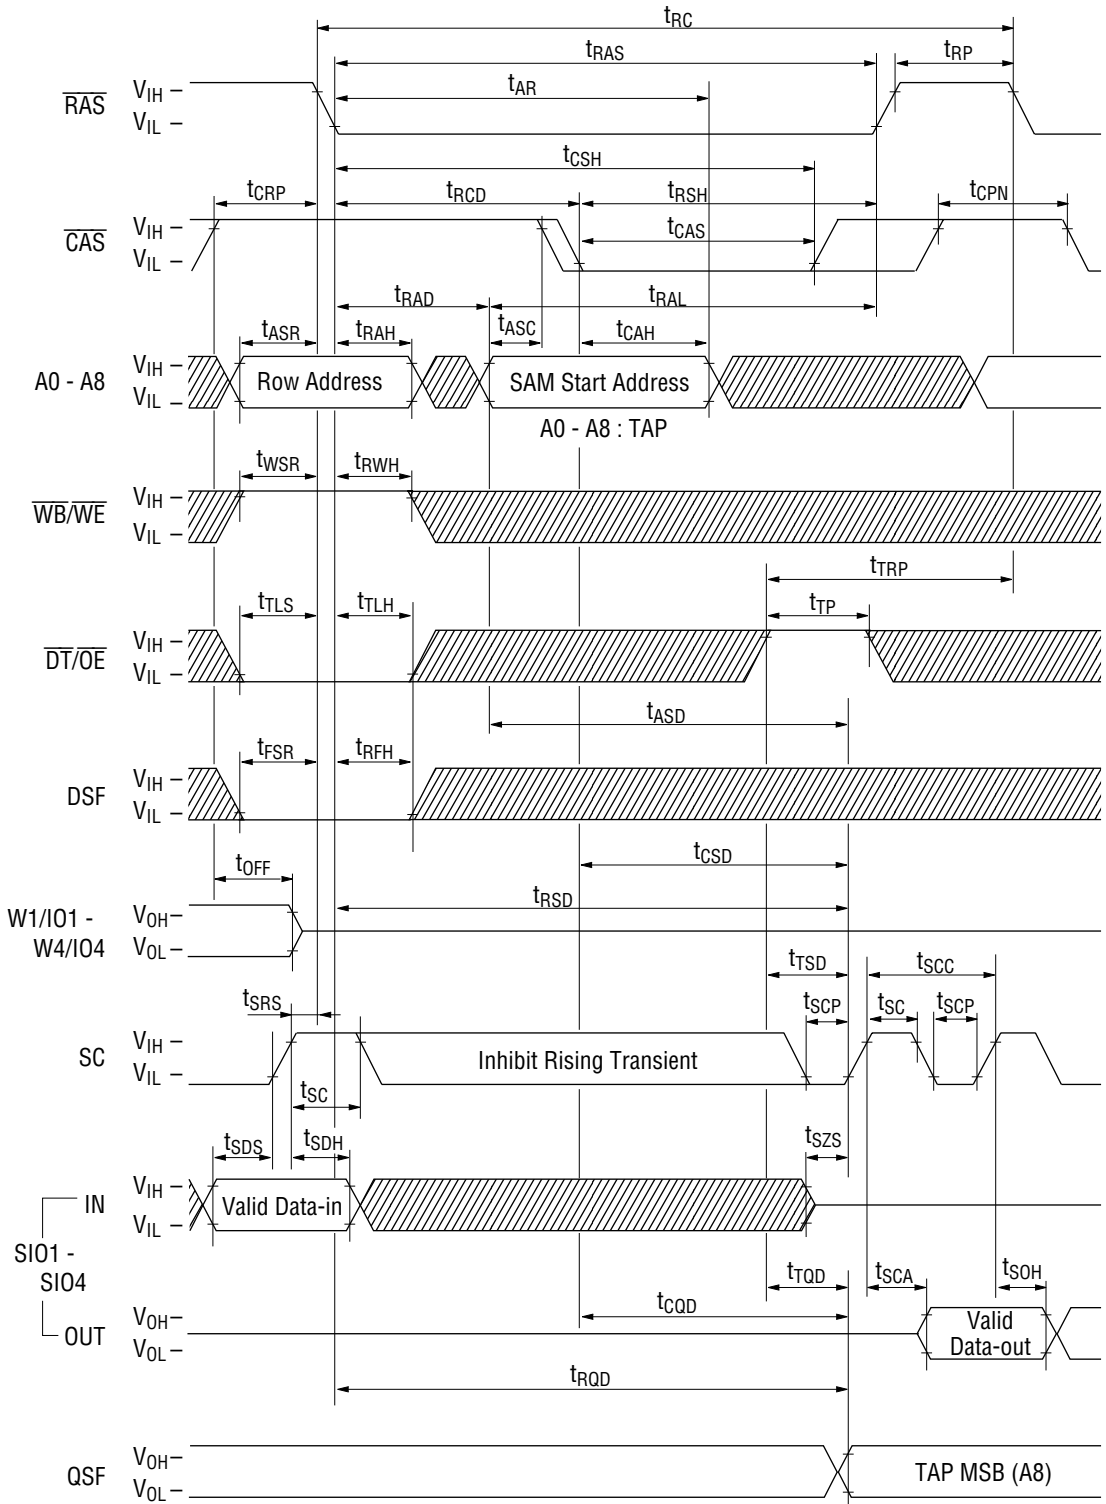 tRC
tRAS
tRP
tAR
RAS
VIH
VIL
tCSH
tCRP
tRCD
tRSH
tCPN
CAS
VIH
VIL
tCAS
tRAD
tRAL
tASR
tRAH
tASC
tCAH
A0 - A8
VIH
VIL
Row Address
SAM Start Address
A0 - A8 : TAP
tWSR
tRWH
WB/WE
VIH
VIL
tTRP
tTLS
tTLH
tTP
DT/OE
VIH
VIL
tASD
tFSR
tRFH
DSF
VIH
VIL
tCSD
tOFF
tRSD
W1/IO1 -
W4/IO4
VOH
VOL
tTSD
tSCC
tSRS
tSCP
tSC
tSCP
SC
VIH
VIL
Inhibit Rising Transient
tSC
tSDS
tSDH
tSZS
IN
VIH
VIL
Valid Data-in
SIO1 -
SIO4
tTQD
tSCA
tSOH
tCQD
OUT
VOH
VOL
Valid
Data-out
tRQD
QSF
VOH
VOL
TAP MSB (A8)